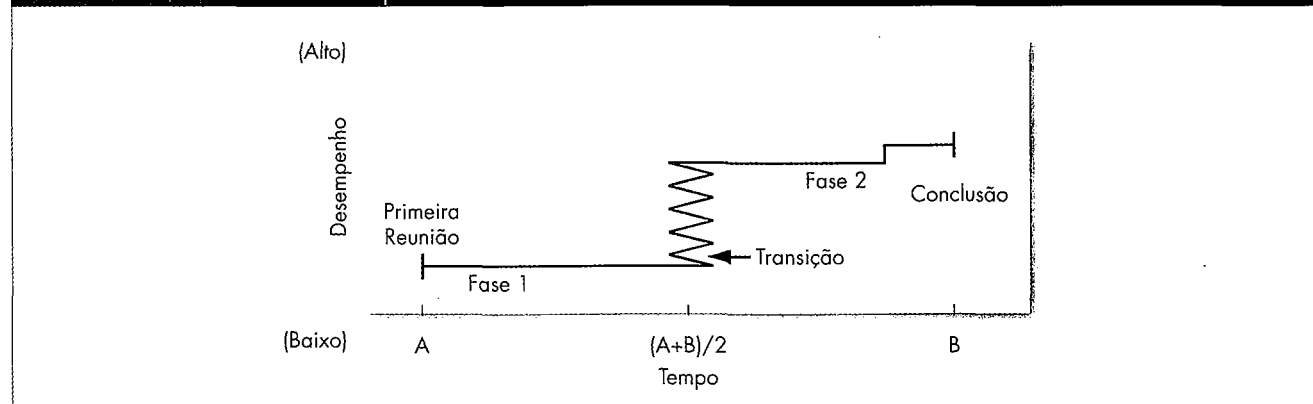 (Alto)
Desempenho
Primeira
Reunião
Fase 1
Transição
Fase 2
Conclusão
(Baixo)
A
(A+B)/2
B
Tempo